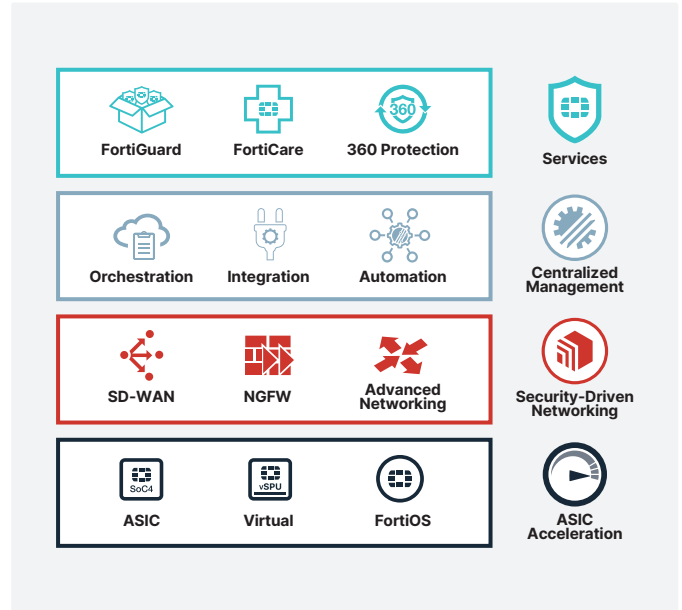 360
FortiGuard
FortiCare
360 Protection
Services
Orchestration
Integration
Automation
Centralized
Management
SD-WAN
NGFW
Advanced
Networking
Security-Driven
Networking
SoC4
vSPU
ASIC
Virtual
FortiOS
ASIC
Acceleration